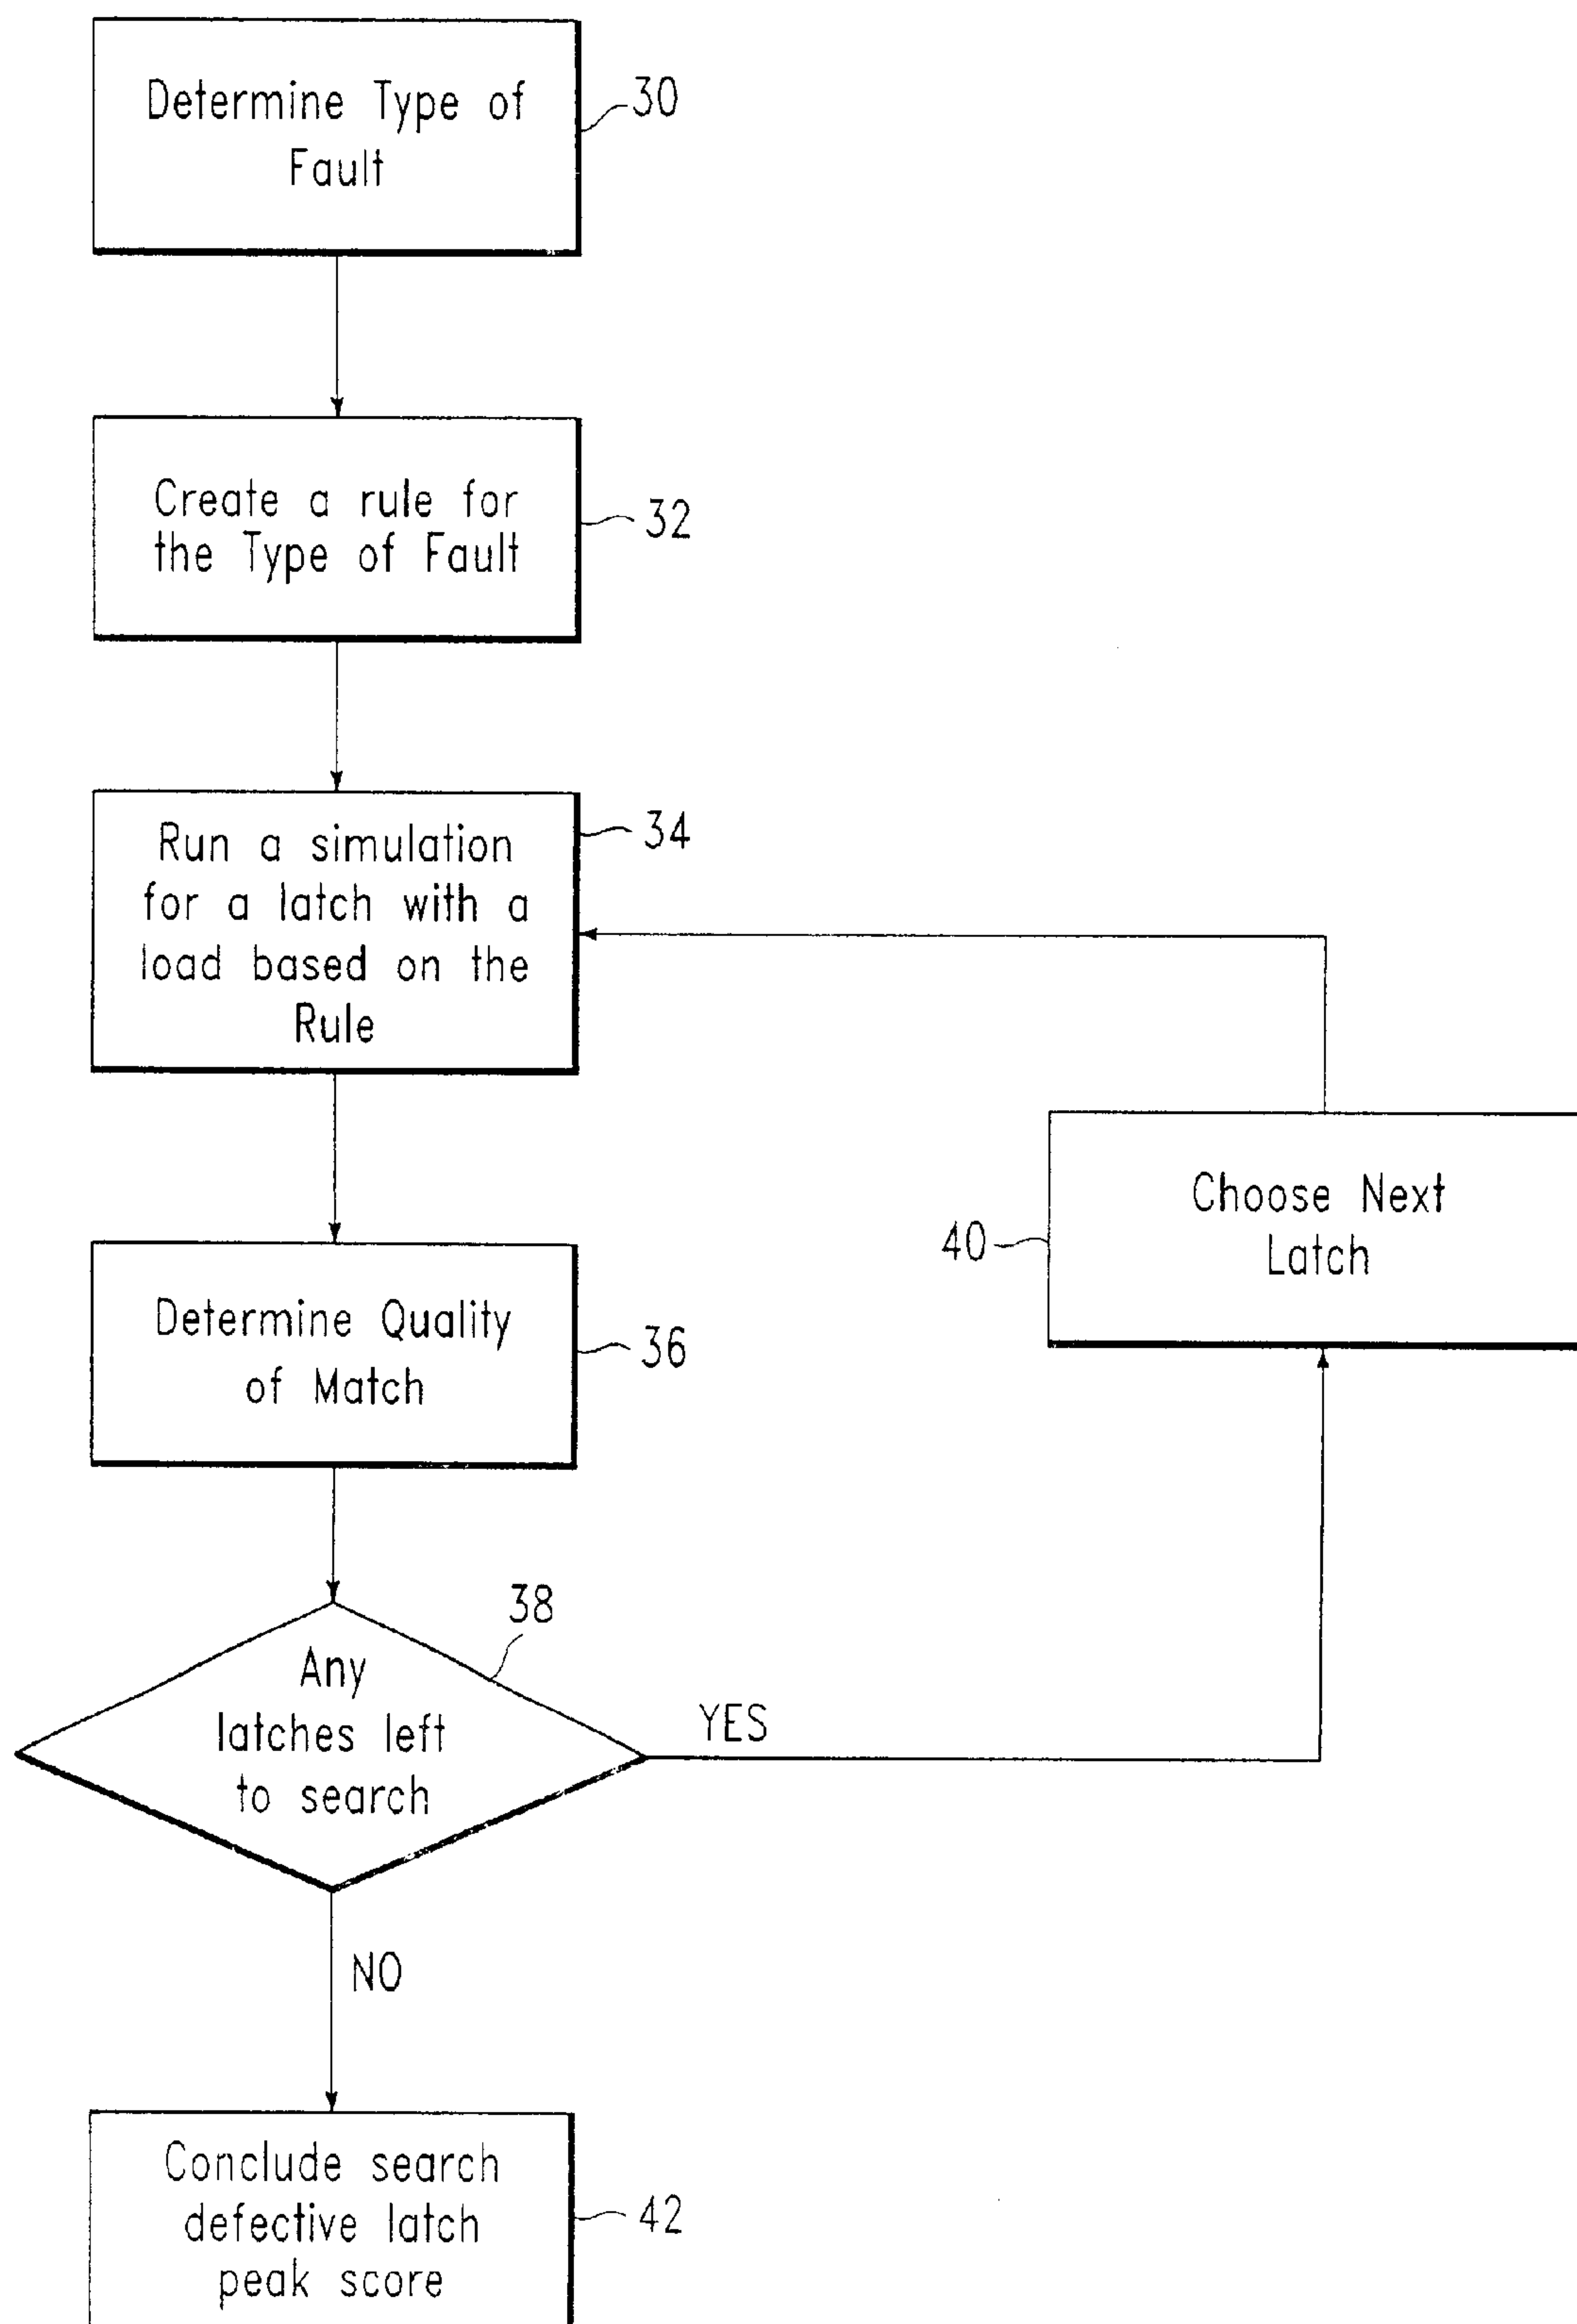 Determine Type of
Fault
30
Create a rule for
the Type of Fault
32
Run a simulation
for a latch with a
load based on the
Rule
34
Determine Quality
of Match
36
Choose Next
Latch
40
Any
latches left
to search
38
YES
NO
Conclude search
defective latch
peak score
42